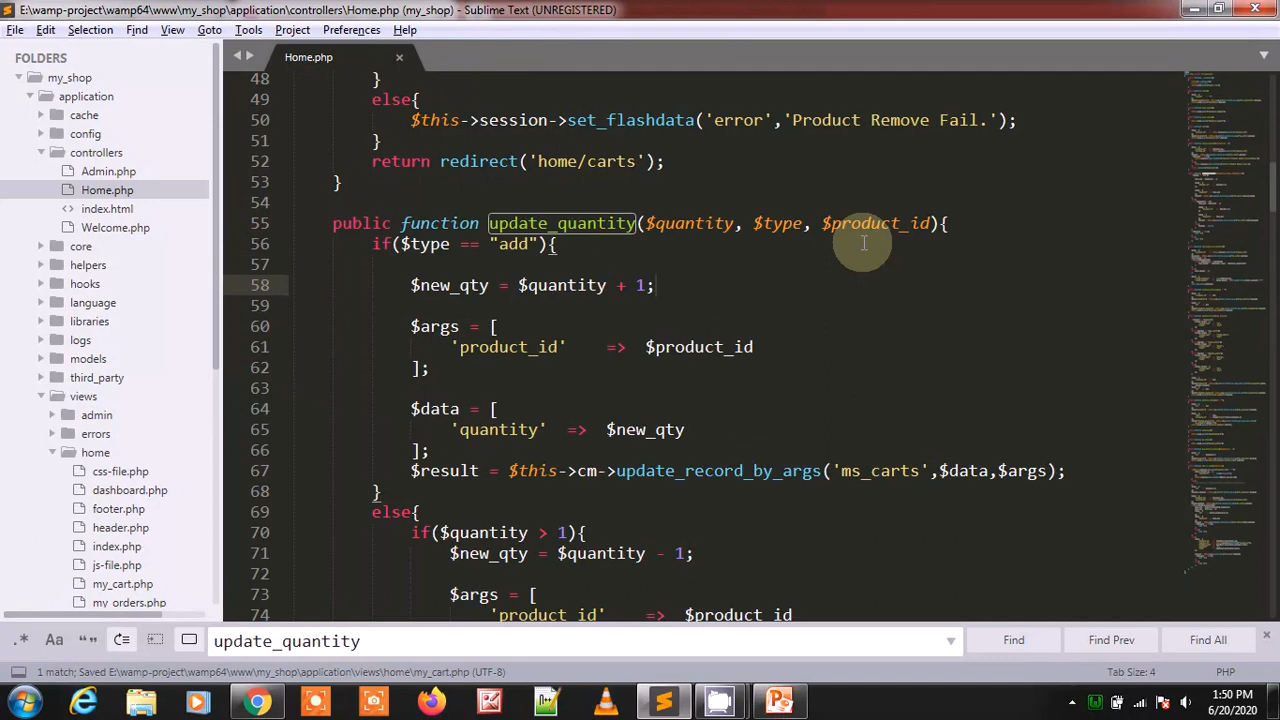 E:\wamp-project\wamp64\www\my_shop\application\controllers\Home.php (my_shop) - Sublime Text (UNREGISTERED)
File Edit Selection Find View Goto Tools Project Preferences Help
FOLDERS
my_shop
application
cache
config
controllers
Admin.php
Home.php
index.html
Welcome.php
core
helpers
hooks
language
libraries
logs
models
third_party
views
admin
errors
home
css-file.php
dashboard.php
footer.php
header.php
index.php
js-file.php
my_cart.php
my_orders.php
Home.php
48 }
49 else{
50 $this->session->set_flashdata('error','Product Remove Fail.');
51 }
52 return redirect('home/carts');
53 }
54
55 public function update_quantity($quantity, $type, $product_id){
56 if($type == "add"){
57
58 $new_qty = $quantity + 1;
59
60 $args = [
61 'product_id' => $product_id
62 ];
63
64 $data = [
65 'quantity' => $new_qty
66 ];
67 $result = $this->cm->update_record_by_args('ms_carts',$data,$args);
68 }
69 else{
70 if($quantity > 1){
71 $new_qty = $quantity - 1;
72
73 $args = [
74 'product_id' => $product_id
.* Aa “” update_quantity Find Find Prev Find All
1 match; Saved E:\wamp-project\wamp64\www\my_shop\application\views\home\my_cart.php (UTF-8) Tab Size: 4 PHP
1:50 PM
6/20/2020